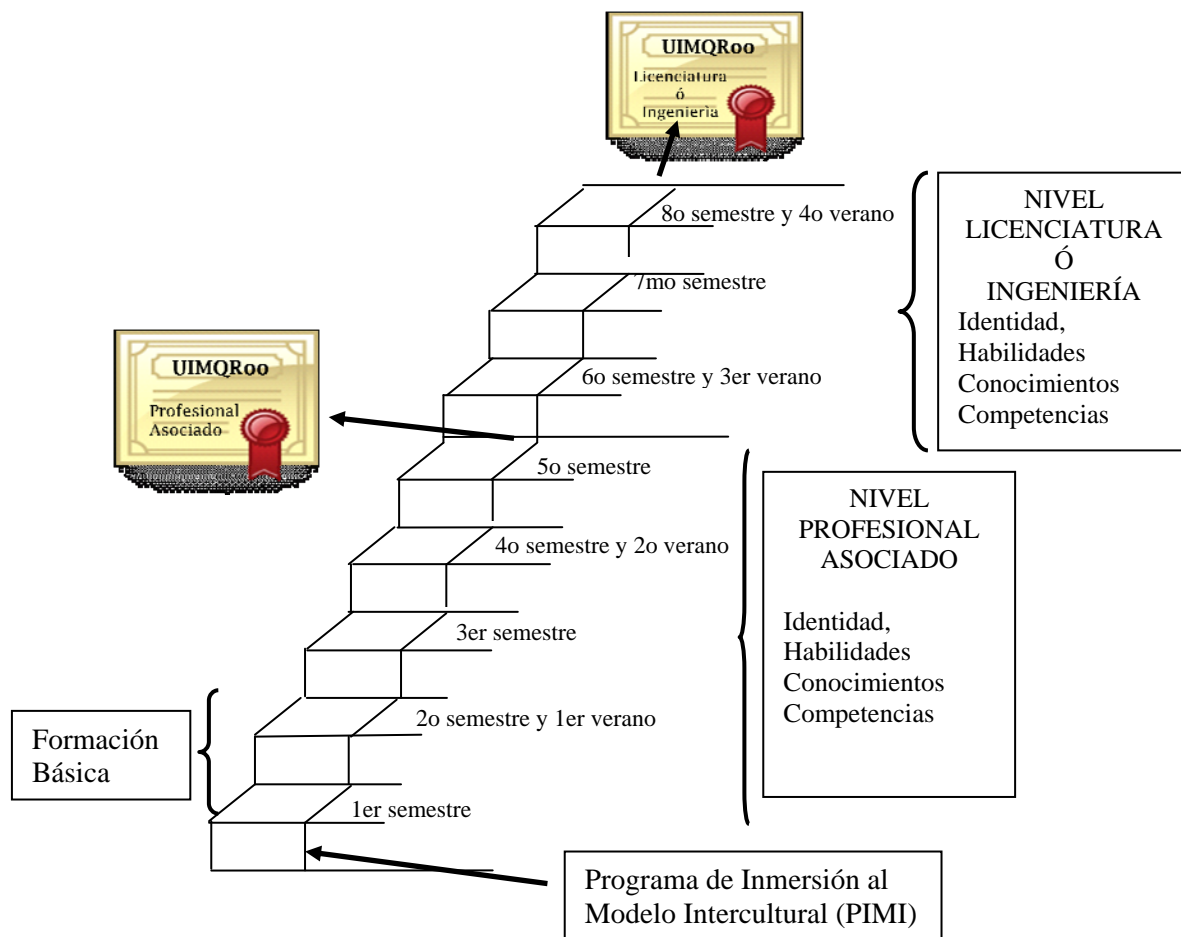 UIMQRoo
Licenciatura
ó
Ingenierìa
8o semestre y 4o verano
7mo semestre
6o semestre y 3er verano
NIVEL
LICENCIATURA
Ó
INGENIERÍA
Identidad,
Habilidades
Conocimientos
Competencias
UIMQRoo
Profesional
Asociado
5o semestre
4o semestre y 2o verano
3er semestre
2o semestre y 1er verano
1er semestre
NIVEL
PROFESIONAL
ASOCIADO
Identidad,
Habilidades
Conocimientos
Competencias
Formación
Básica
Programa de Inmersión al
Modelo Intercultural (PIMI)